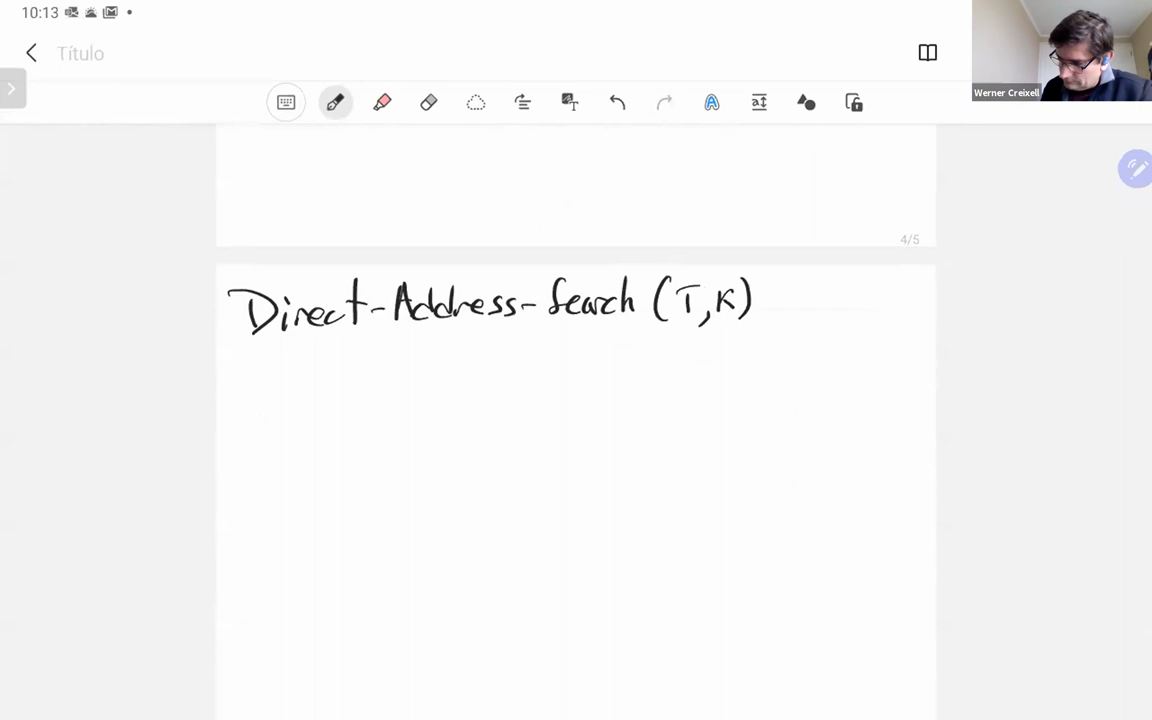 10:13
Título
Werner Creixell
4/5
Direct-Address-Search (T,K)